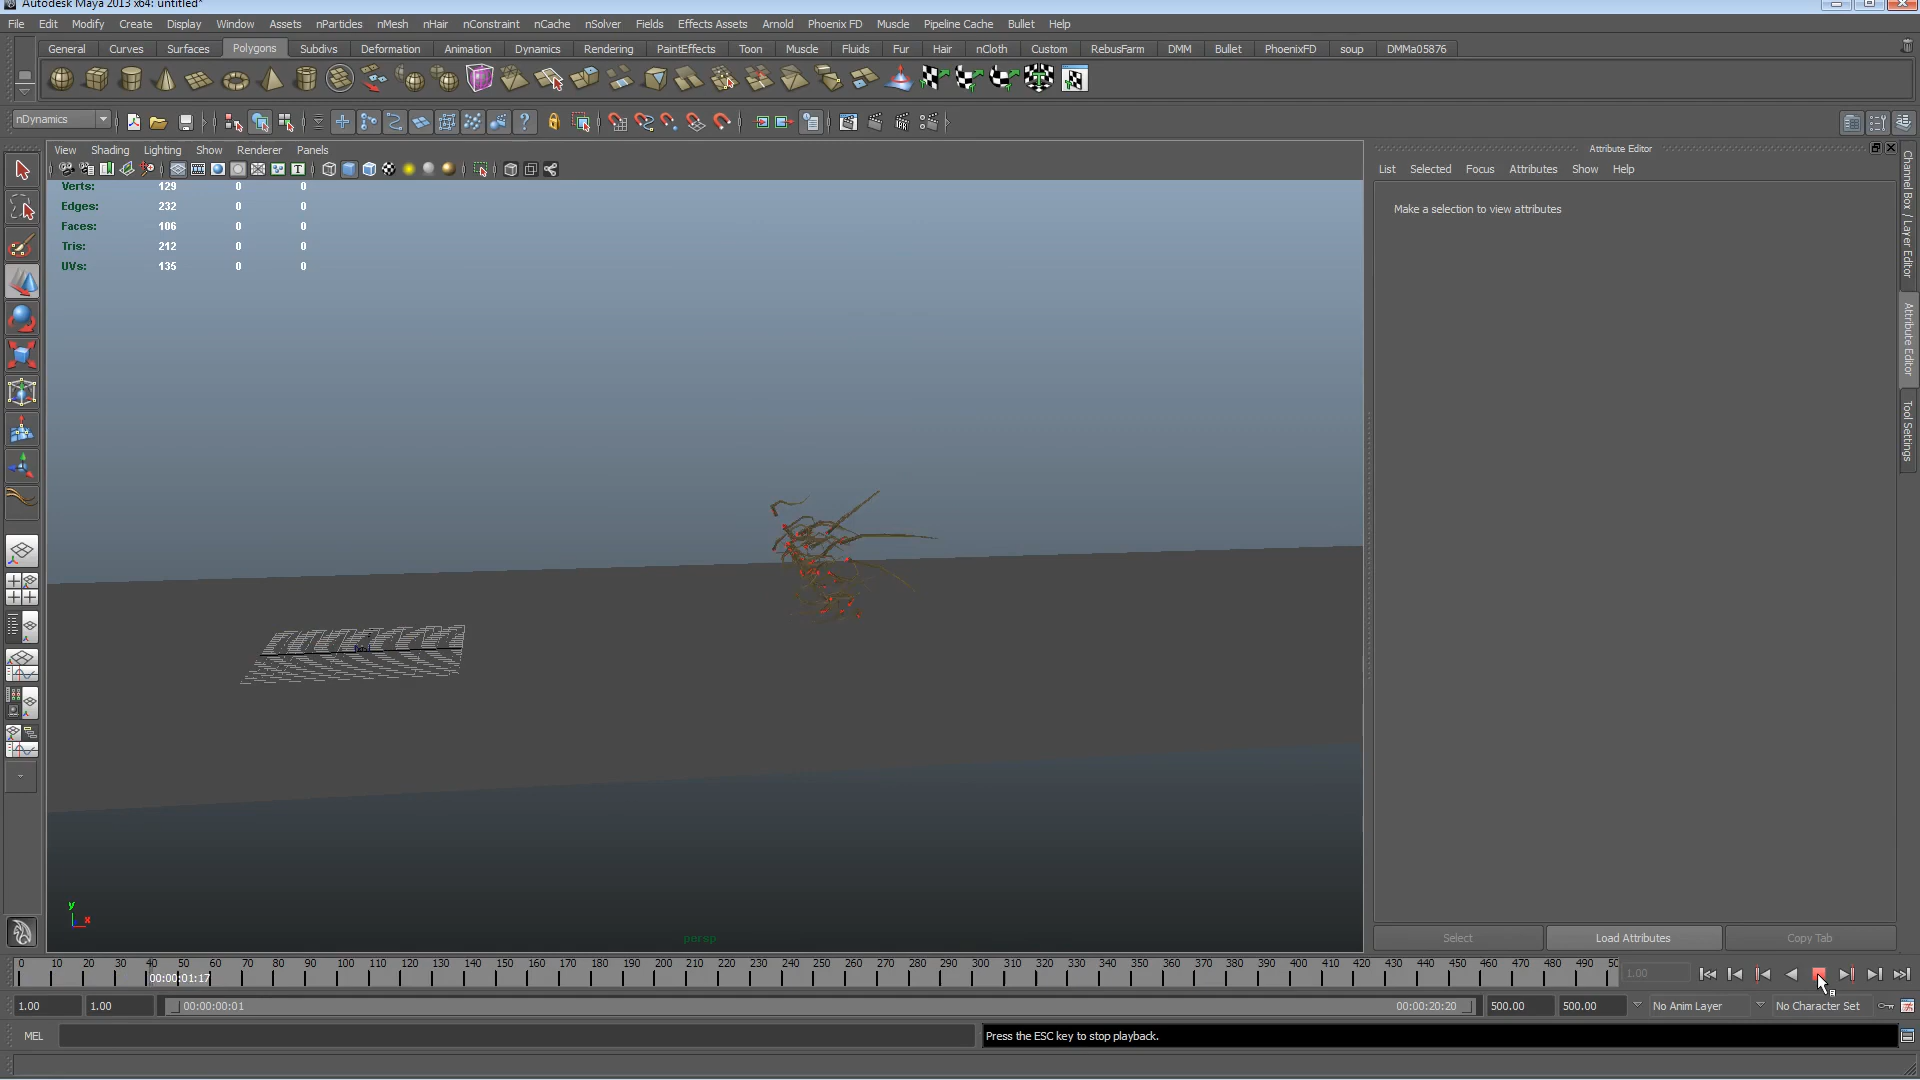 Autodesk Maya 2013 x64: untitled*
File Edit Modify Create Display Window Assets nParticles nMesh nHair nConstraint nCache nSolver Fields Effects Assets Arnold Phoenix FD Muscle Pipeline Cache Bullet Help
General Curves Surfaces Polygons Subdivs Deformation Animation Dynamics Rendering PaintEffects Toon Muscle Fluids Fur Hair nCloth Custom RebusFarm DMM Bullet PhoenixFD soup DMMa05876
nDynamics
View Shading Lighting Show Renderer Panels
Verts: 129 0 0
Edges: 232 0 0
Faces: 106 0 0
Tris: 212 0 0
UVs: 135 0 0
y
x
persp
Attribute Editor
List Selected Focus Attributes Show Help
Make a selection to view attributes
Select Load Attributes Copy Tab
Channel Box / Layer Editor
Attribute Editor
Tool Settings
0 10 20 30 40 50 60 70 80 90 100 110 120 130 140 150 160 170 180 190 200 210 220 230 240 250 260 270 280 290 300 310 320 330 340 350 360 370 380 390 400 410 420 430 440 450 460 470 480 490 50
00:00:01:17
1.00
1.00 1.00 00:00:00:01 00:00:20:20 500.00 500.00 No Anim Layer No Character Set
MEL Press the ESC key to stop playback.